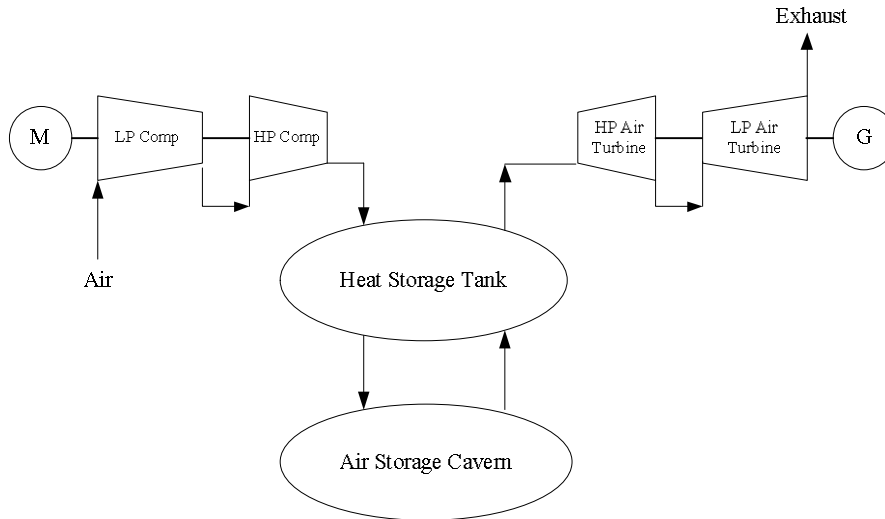 Exhaust
M
LP Comp
HP Comp
HP Air
Turbine
LP Air
Turbine
G
Air
Heat Storage Tank
Air Storage Cavern